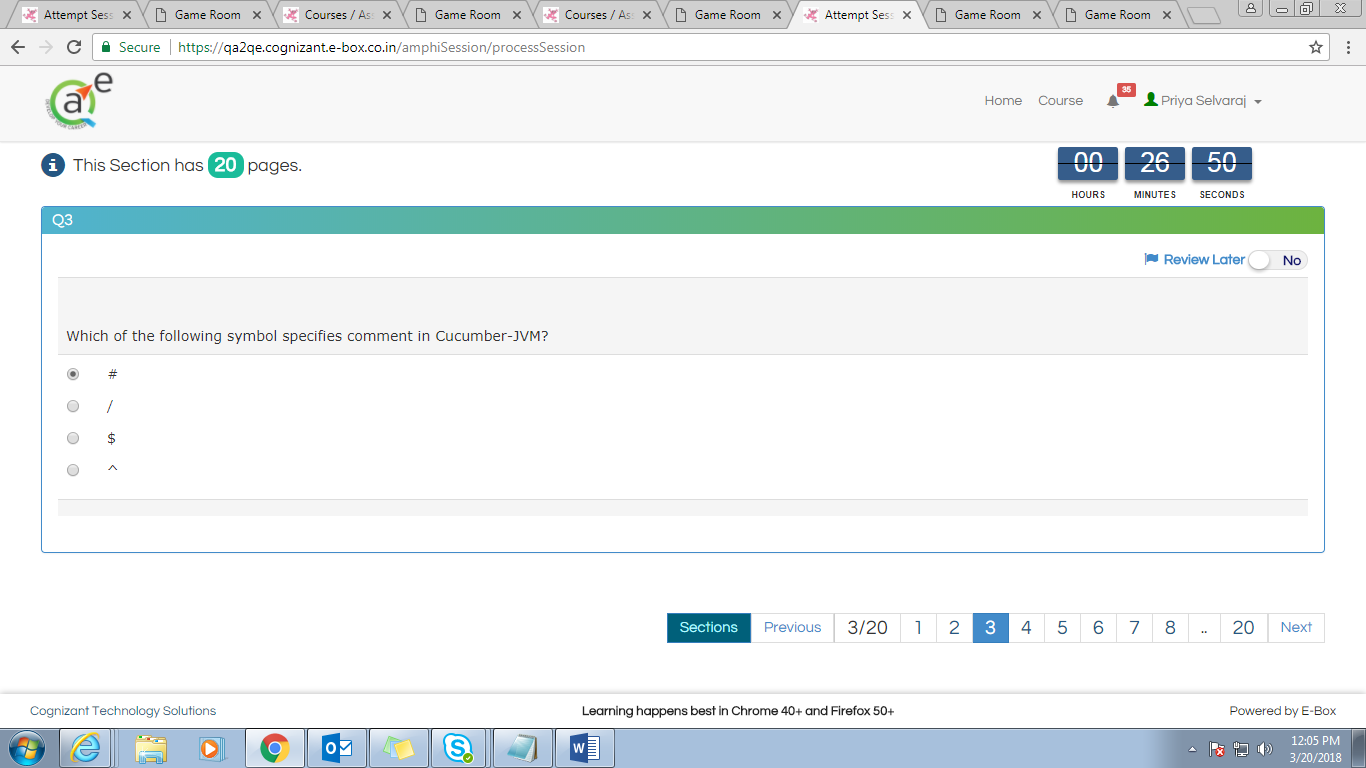 Attempt Sess
Game Room
Courses / As
Game Room
Courses / As
Game Room
Attempt Sess
Game Room
Game Room
Secure
https://qa2qe.cognizant.e-box.co.in/amphiSession/processSession
a e
Home
Course
35
Priya Selvaraj
This Section has 20 pages.
00 26 50
HOURS MINUTES SECONDS
Q3
Review Later No
Which of the following symbol specifies comment in Cucumber-JVM?
#
/
$
^
Sections Previous 3/20 1 2 3 4 5 6 7 8 .. 20 Next
Cognizant Technology Solutions
Learning happens best in Chrome 40+ and Firefox 50+
Powered by E-Box
12:05 PM
3/20/2018